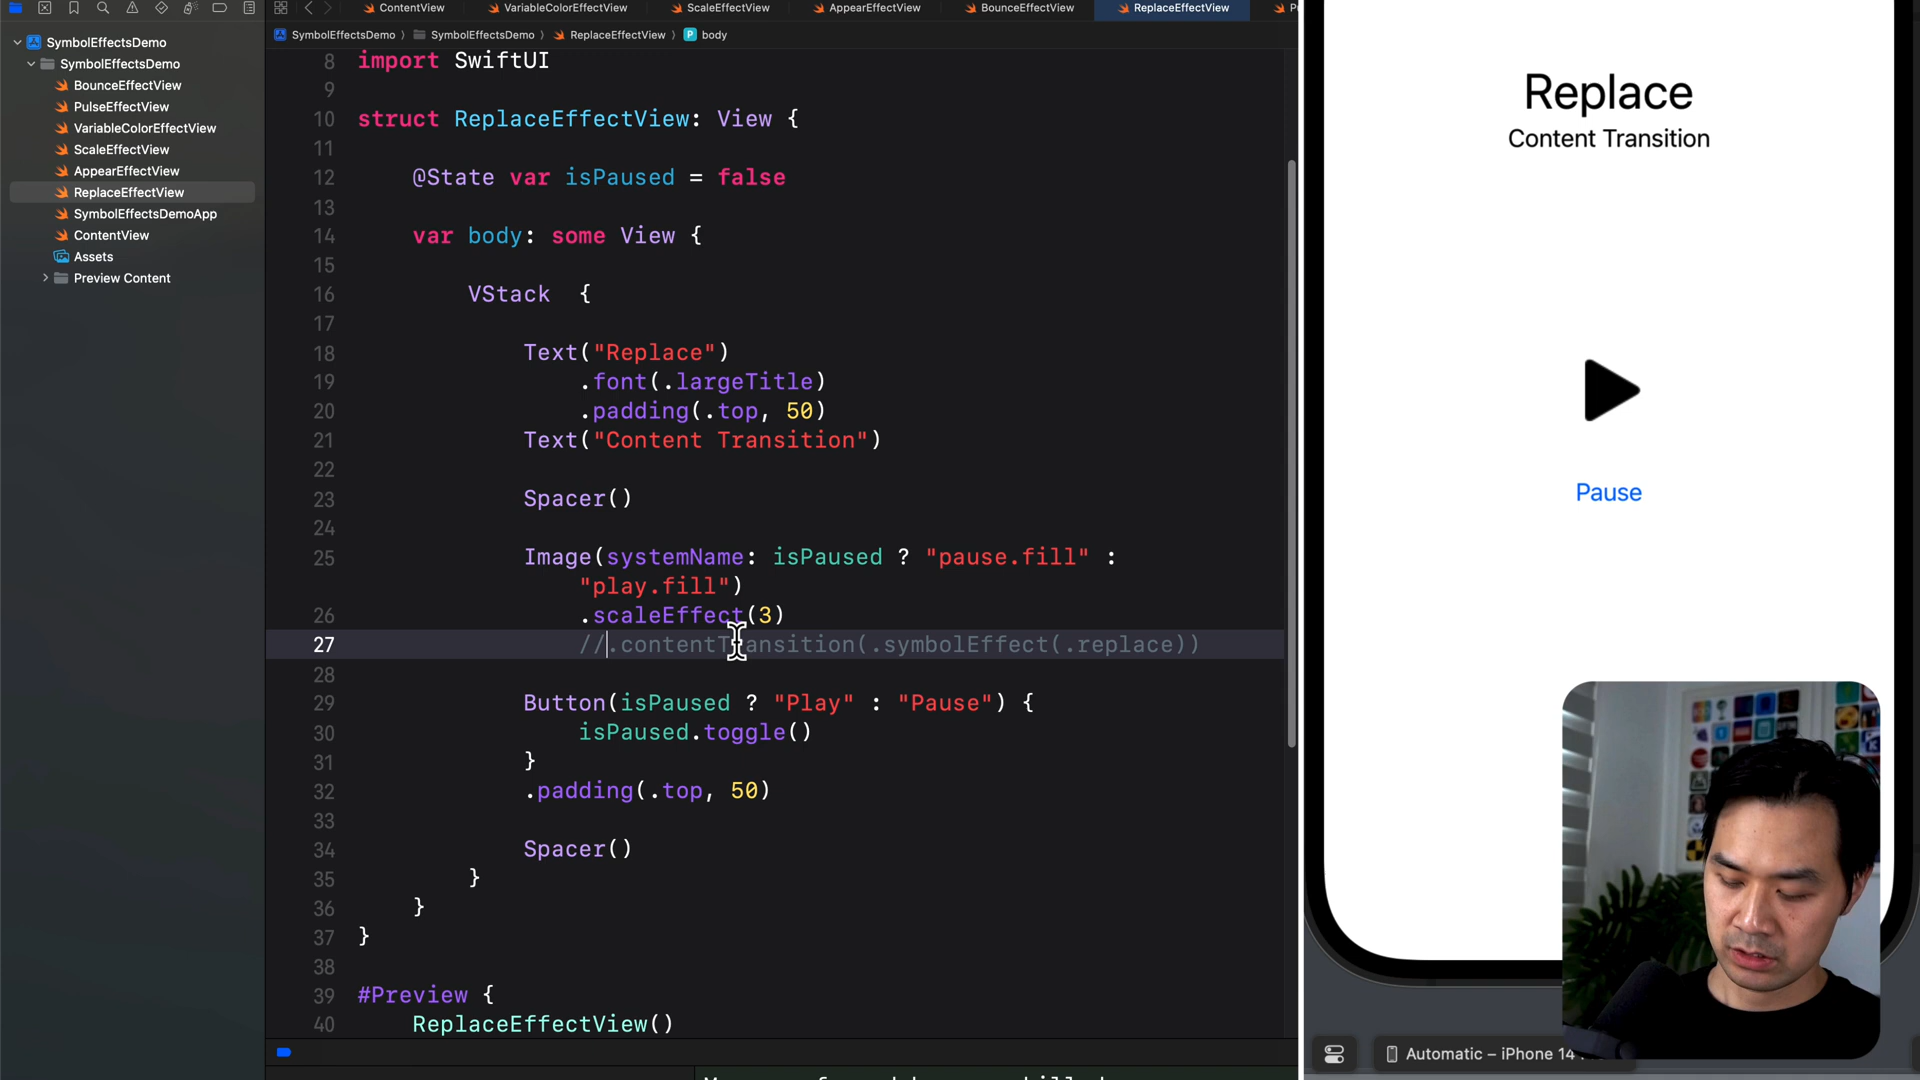 ContentView
VariableColorEffectView
ScaleEffectView
AppearEffectView
BounceEffectView
ReplaceEffectView
SymbolEffectsDemo
SymbolEffectsDemo
BounceEffectView
PulseEffectView
VariableColorEffectView
ScaleEffectView
AppearEffectView
ReplaceEffectView
SymbolEffectsDemoApp
ContentView
Assets
Preview Content
SymbolEffectsDemo 〉 SymbolEffectsDemo 〉 ReplaceEffectView 〉 P body
8 import SwiftUI
9
10 struct ReplaceEffectView: View {
11
12 @State var isPaused = false
13
14 var body: some View {
15
16 VStack  {
17
18 Text("Replace")
19 .font(.largeTitle)
20 .padding(.top, 50)
21 Text("Content Transition")
22
23 Spacer()
24
25 Image(systemName: isPaused ? "pause.fill" :
"play.fill")
26 .scaleEffect(3)
27 //.contentTransition(.symbolEffect(.replace))
28
29 Button(isPaused ? "Play" : "Pause") {
30 isPaused.toggle()
31 }
32 .padding(.top, 50)
33
34 Spacer()
35 }
36 }
37 }
38
39 #Preview {
40 ReplaceEffectView()
Replace
Content Transition
Pause
Automatic – iPhone 14